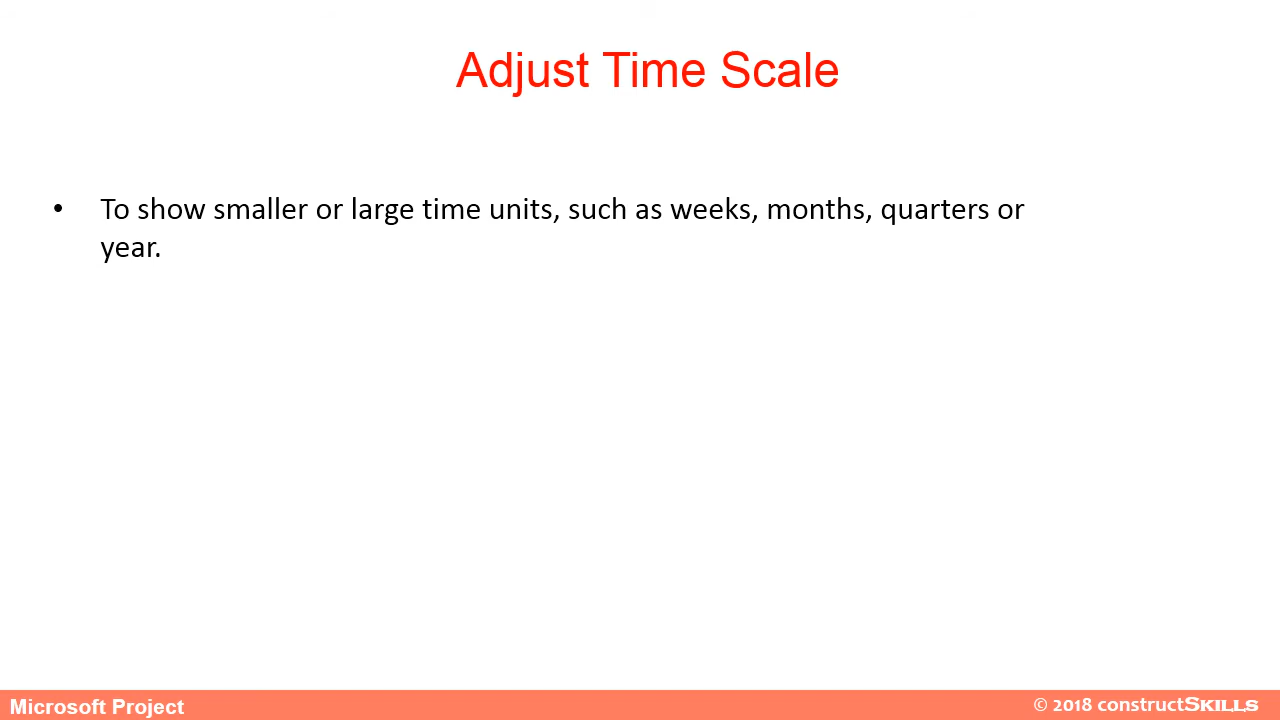 Adjust Time Scale
• To show smaller or large time units, such as weeks, months, quarters or
year.
Microsoft Project
© 2018 constructSKILLS